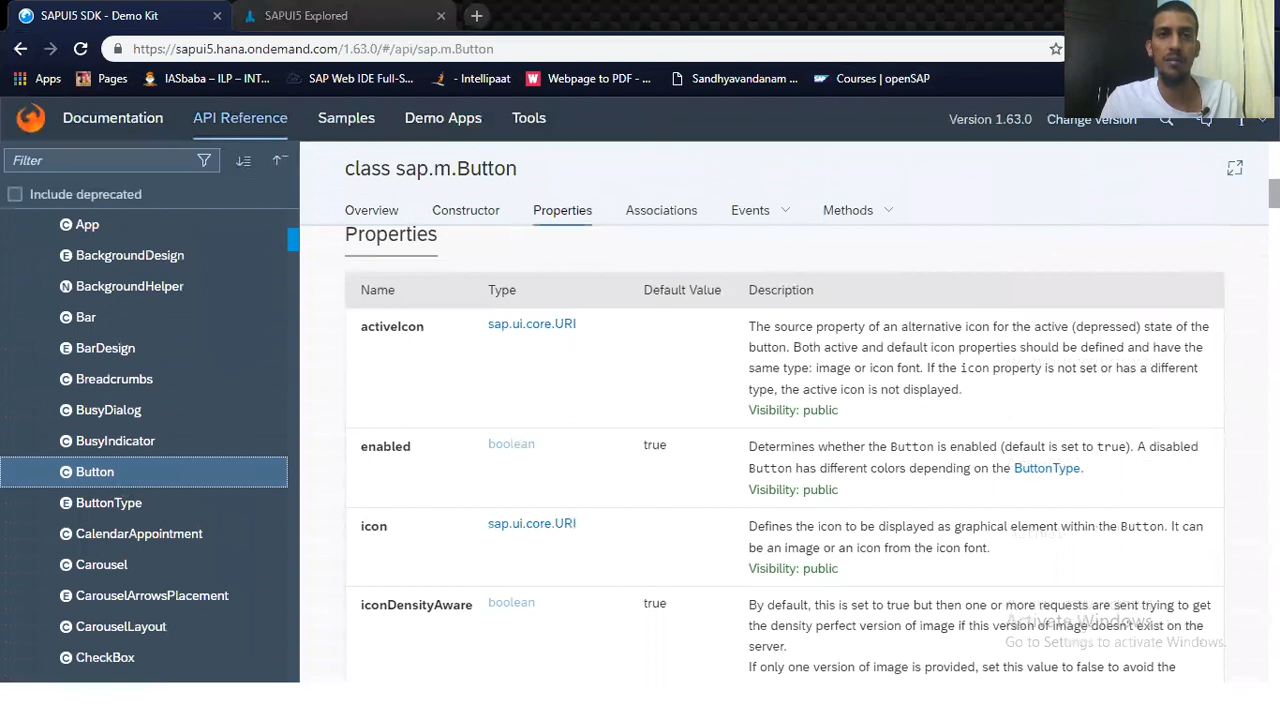 SAPUI5 SDK - Demo Kit
SAPUI5 Explored
https://sapui5.hana.ondemand.com/1.63.0/#/api/sap.m.Button
Apps
Pages
IASbaba – ILP – INT...
SAP Web IDE Full-S...
- Intellipaat
Webpage to PDF - ...
Sandhyavandanam ...
Courses | openSAP
Documentation
API Reference
Samples
Demo Apps
Tools
Version 1.63.0
Change version
Filter
Include deprecated
App
BackgroundDesign
BackgroundHelper
Bar
BarDesign
Breadcrumbs
BusyDialog
BusyIndicator
Button
ButtonType
CalendarAppointment
Carousel
CarouselArrowsPlacement
CarouselLayout
CheckBox
class sap.m.Button
Overview
Constructor
Properties
Associations
Events
Methods
Properties
Name Type Default Value Description
activeIcon sap.ui.core.URI The source property of an alternative icon for the active (depressed) state of the
button. Both active and default icon properties should be defined and have the
same type: image or icon font. If the icon property is not set or has a different
type, the active icon is not displayed.
Visibility: public
enabled boolean true Determines whether the Button is enabled (default is set to true). A disabled
Button has different colors depending on the ButtonType.
Visibility: public
icon sap.ui.core.URI Defines the icon to be displayed as graphical element within the Button. It can
be an image or an icon from the icon font.
Visibility: public
iconDensityAware boolean true By default, this is set to true but then one or more requests are sent trying to get
the density perfect version of image if this version of image doesn't exist on the
server.
If only one version of image is provided, set this value to false to avoid the
Activate Windows
Go to Settings to activate Windows.